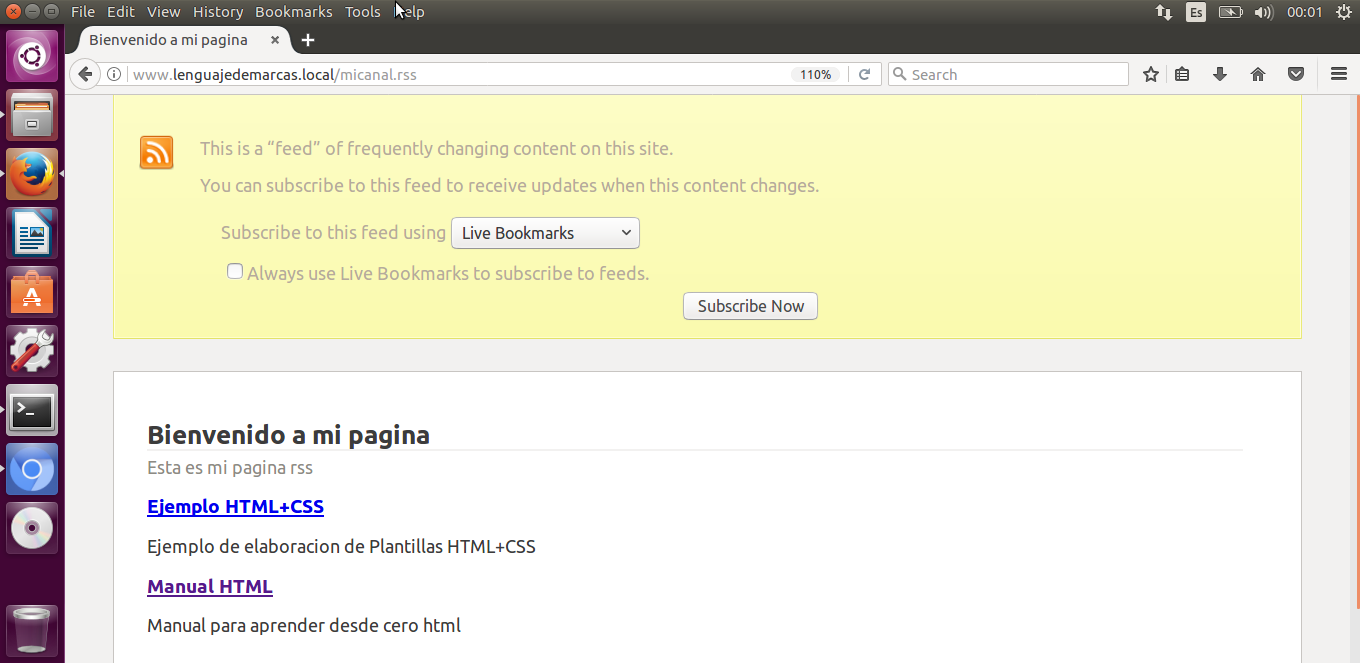 File Edit View History Bookmarks Tools Help
Es 00:01
Bienvenido a mi pagina
www.lenguajedemarcas.local/micanal.rss 110% Search
This is a “feed” of frequently changing content on this site.
You can subscribe to this feed to receive updates when this content changes.
Subscribe to this feed using Live Bookmarks
Always use Live Bookmarks to subscribe to feeds.
Subscribe Now
Bienvenido a mi pagina
Esta es mi pagina rss
Ejemplo HTML+CSS
Ejemplo de elaboracion de Plantillas HTML+CSS
Manual HTML
Manual para aprender desde cero html